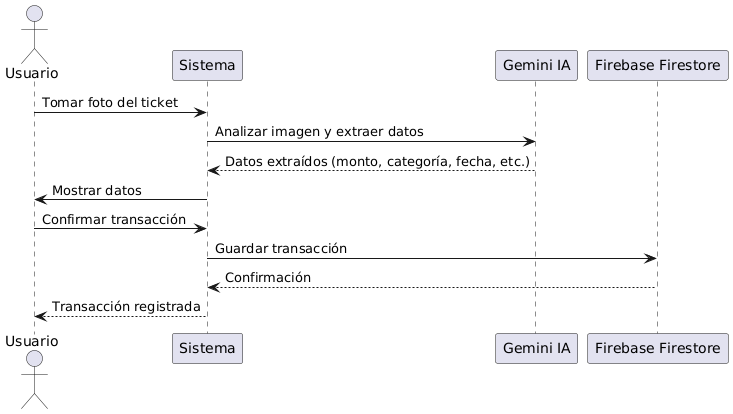 Usuario
Sistema
Gemini IA
Firebase Firestore
Tomar foto del ticket
Analizar imagen y extraer datos
Datos extraídos (monto, categoría, fecha, etc.)
Mostrar datos
Confirmar transacción
Guardar transacción
Confirmación
Transacción registrada
Usuario
Sistema
Gemini IA
Firebase Firestore